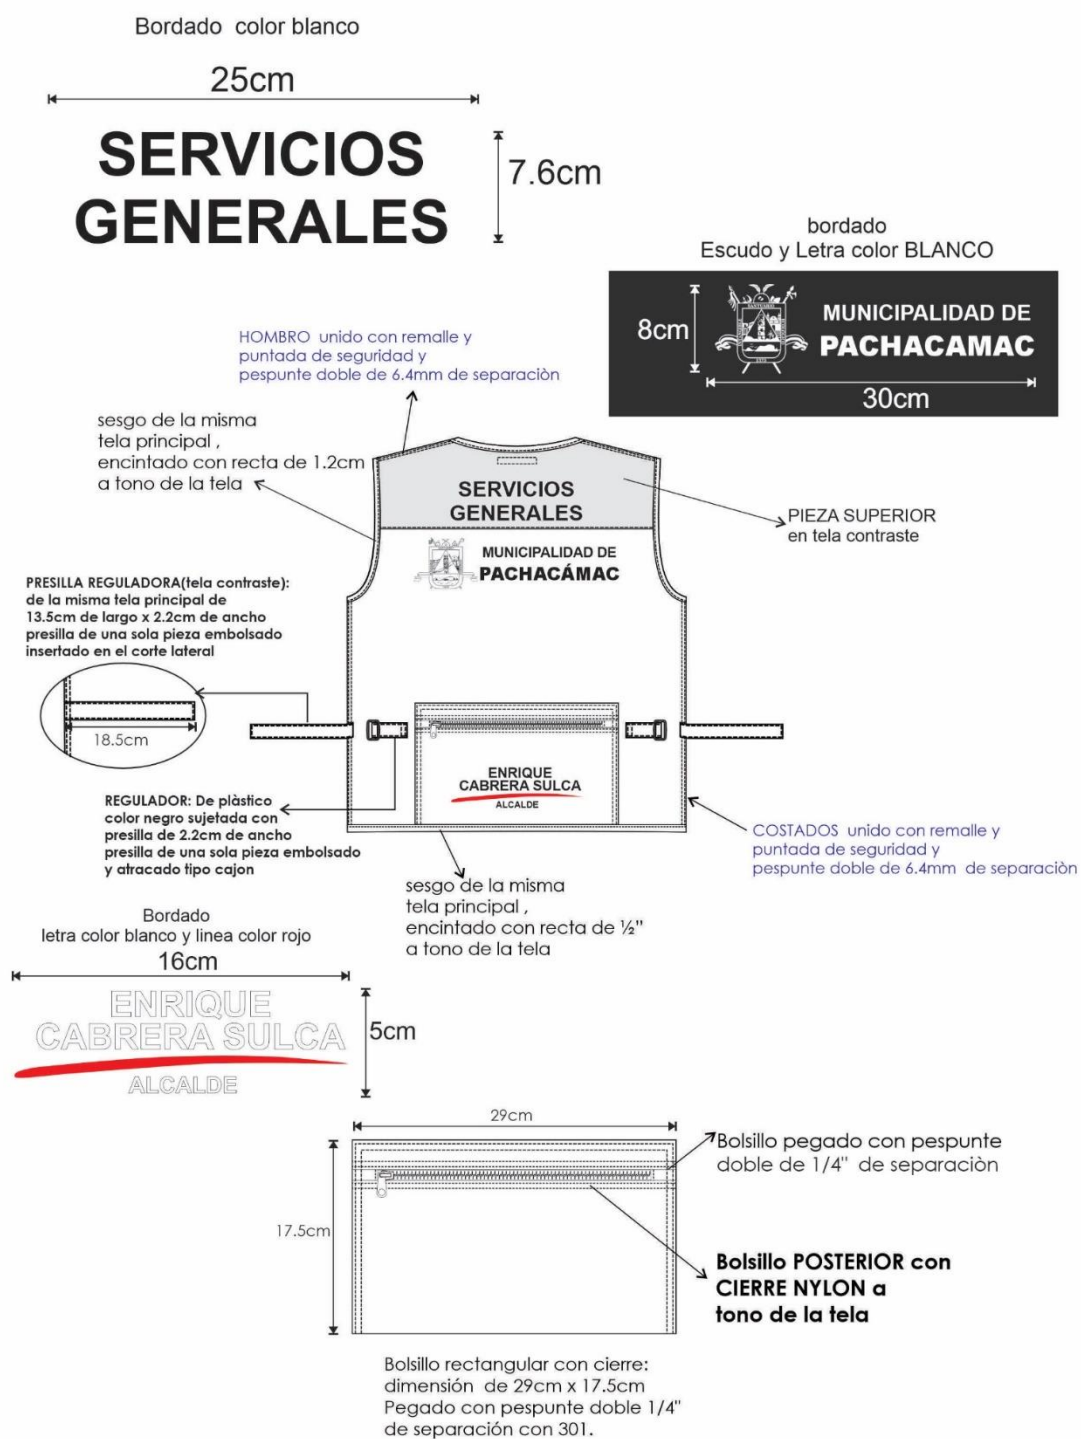 Bordado color blanco
25cm
SERVICIOS
GENERALES
7.6cm
bordado
Escudo y Letra color BLANCO
8cm
MUNICIPALIDAD DE
PACHACAMAC
30cm
HOMBRO unido con remalle y
puntada de seguridad y
pespunte doble de 6.4mm de separaciòn
sesgo de la misma
tela principal ,
encintado con recta de 1.2cm
a tono de la tela
SERVICIOS
GENERALES
PIEZA SUPERIOR
en tela contraste
MUNICIPALIDAD DE
PACHACÁMAC
PRESILLA REGULADORA(tela contraste):
de la misma tela principal de
13.5cm de largo x 2.2cm de ancho
presilla de una sola pieza embolsado
insertado en el corte lateral
18.5cm
ENRIQUE
CABRERA SULCA
ALCALDE
REGULADOR: De plàstico
color negro sujetada con
presilla de 2.2cm de ancho
presilla de una sola pieza embolsado
y atracado tipo cajon
COSTADOS unido con remalle y
puntada de seguridad y
pespunte doble de 6.4mm de separaciòn
sesgo de la misma
tela principal ,
encintado con recta de ½"
a tono de la tela
Bordado
letra color blanco y linea color rojo
16cm
ENRIQUE
CABRERA SULCA
ALCALDE
5cm
29cm
Bolsillo pegado con pespunte
doble de 1/4" de separaciòn
17.5cm
Bolsillo POSTERIOR con
CIERRE NYLON a
tono de la tela
Bolsillo rectangular con cierre:
dimensión de 29cm x 17.5cm
Pegado con pespunte doble 1/4"
de separación con 301.